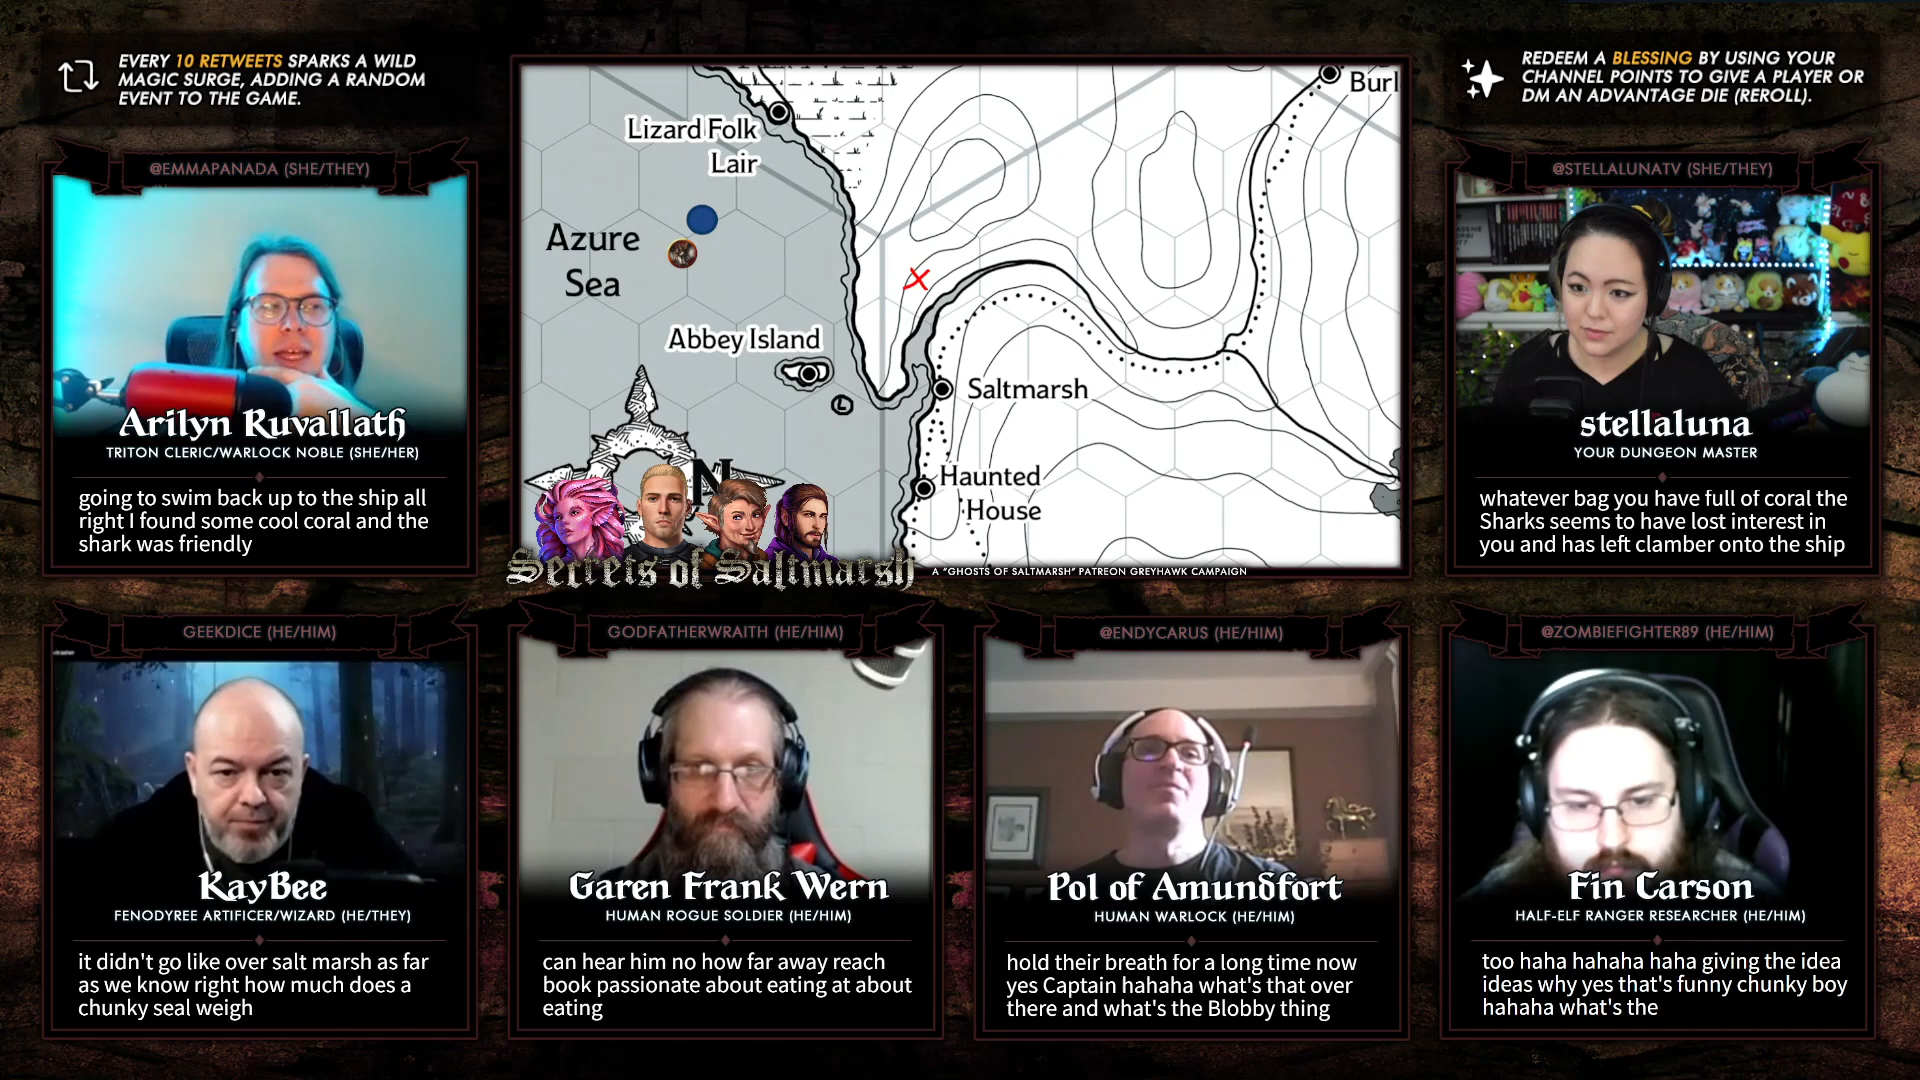 EVERY 10 RETWEETS SPARKS A WILD
MAGIC SURGE, ADDING A RANDOM
EVENT TO THE GAME.
REDEEM A BLESSING BY USING YOUR
CHANNEL POINTS TO GIVE A PLAYER OR
DM AN ADVANTAGE DIE (REROLL).
@EMMAPANADA (SHE/THEY)
Arilyn Ruvallath
TRITON CLERIC/WARLOCK NOBLE (SHE/HER)
going to swim back up to the ship all
right I found some cool coral and the
shark was friendly
Burl
Lizard Folk
Lair
Azure
Sea
Abbey Island
Saltmarsh
Haunted
House
N
Secrets of Saltmarsh
A "GHOSTS OF SALTMARSH" PATREON GREYHAWK CAMPAIGN
@STELLALUNATV (SHE/THEY)
stellaluna
YOUR DUNGEON MASTER
whatever bag you have full of coral the
Sharks seems to have lost interest in
you and has left clamber onto the ship
GEEKDICE (HE/HIM)
KayBee
FENODYREE ARTIFICER/WIZARD (HE/THEY)
it didn't go like over salt marsh as far
as we know right how much does a
chunky seal weigh
GODFATHERWRAITH (HE/HIM)
Garen Frank Wern
HUMAN ROGUE SOLDIER (HE/HIM)
can hear him no how far away reach
book passionate about eating at about
eating
@ENDYCARUS (HE/HIM)
Pol of Amundfort
HUMAN WARLOCK (HE/HIM)
hold their breath for a long time now
yes Captain hahaha what's that over
there and what's the Blobby thing
@ZOMBIEFIGHTER89 (HE/HIM)
Fin Carson
HALF-ELF RANGER RESEARCHER (HE/HIM)
too haha hahaha haha giving the idea
ideas why yes that's funny chunky boy
hahaha what's the